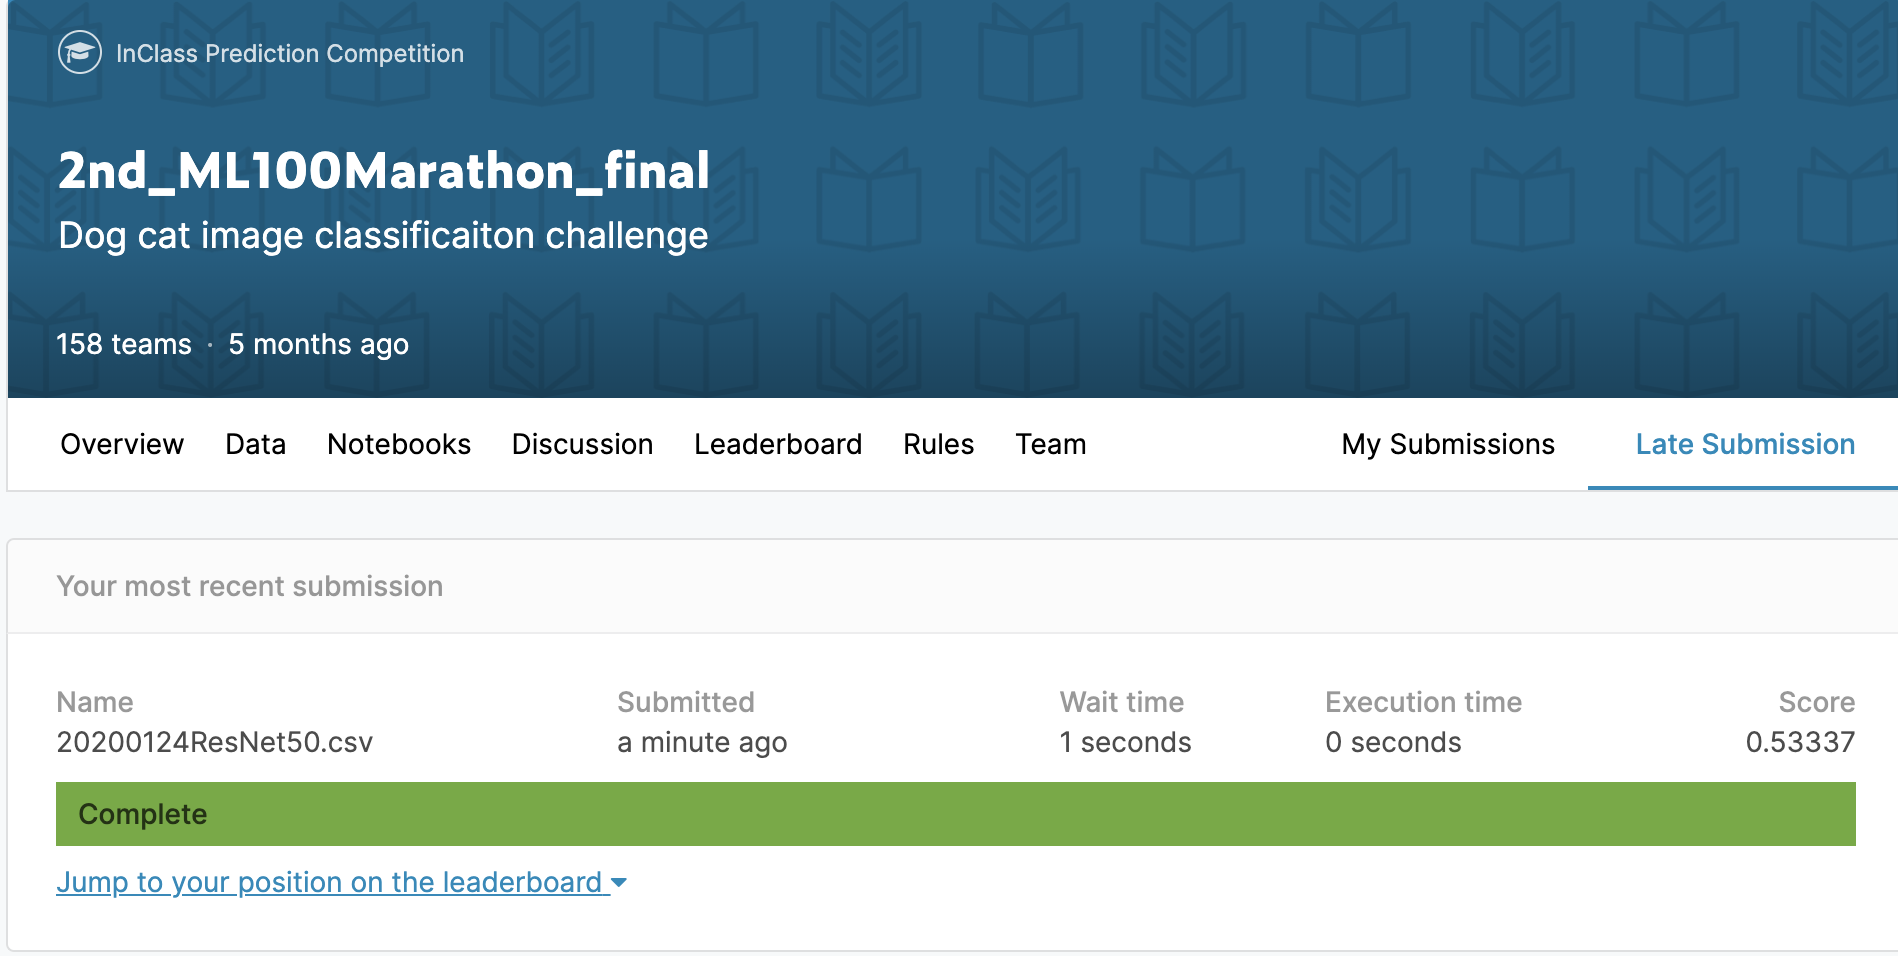 InClass Prediction Competition
2nd_ML100Marathon_final
Dog cat image classificaiton challenge
158 teams · 5 months ago
Overview Data Notebooks Discussion Leaderboard Rules Team My Submissions Late Submission
Your most recent submission
Name Submitted Wait time Execution time Score
20200124ResNet50.csv a minute ago 1 seconds 0 seconds 0.53337
Complete
Jump to your position on the leaderboard